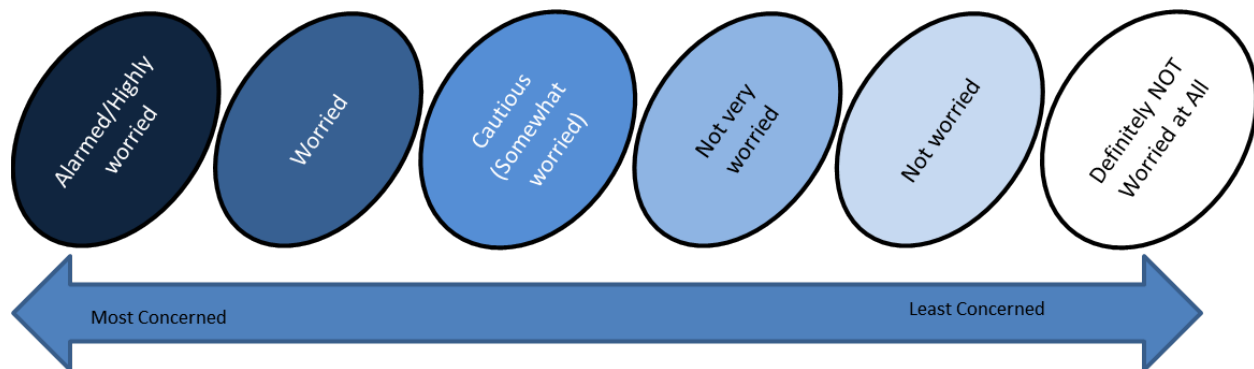 Alarmed/Highly
worried
Worried
Cautious
(Somewhat
worried)
Not very
worried
Not worried
Definitely NOT
Worried at All
Most Concerned
Least Concerned